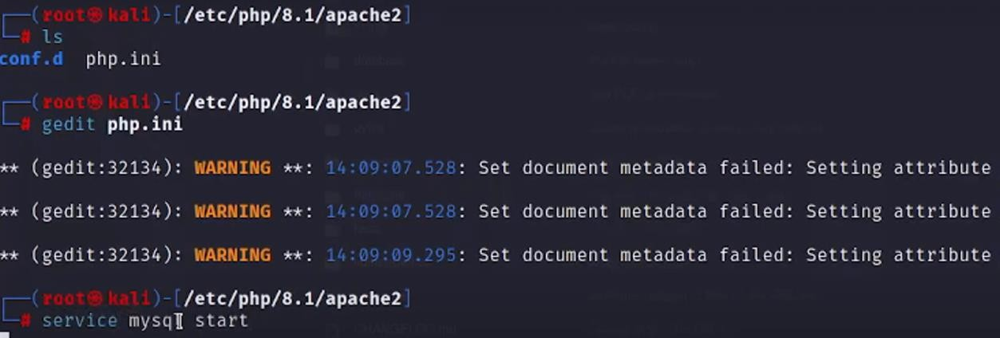 ┌──(root㉿kali)-[/etc/php/8.1/apache2]
└─# ls
conf.d  php.ini
┌──(root㉿kali)-[/etc/php/8.1/apache2]
└─# gedit php.ini
** (gedit:32134): WARNING **: 14:09:07.528: Set document metadata failed: Setting attribute
** (gedit:32134): WARNING **: 14:09:07.528: Set document metadata failed: Setting attribute
** (gedit:32134): WARNING **: 14:09:09.295: Set document metadata failed: Setting attribute
┌──(root㉿kali)-[/etc/php/8.1/apache2]
└─# service mysql start